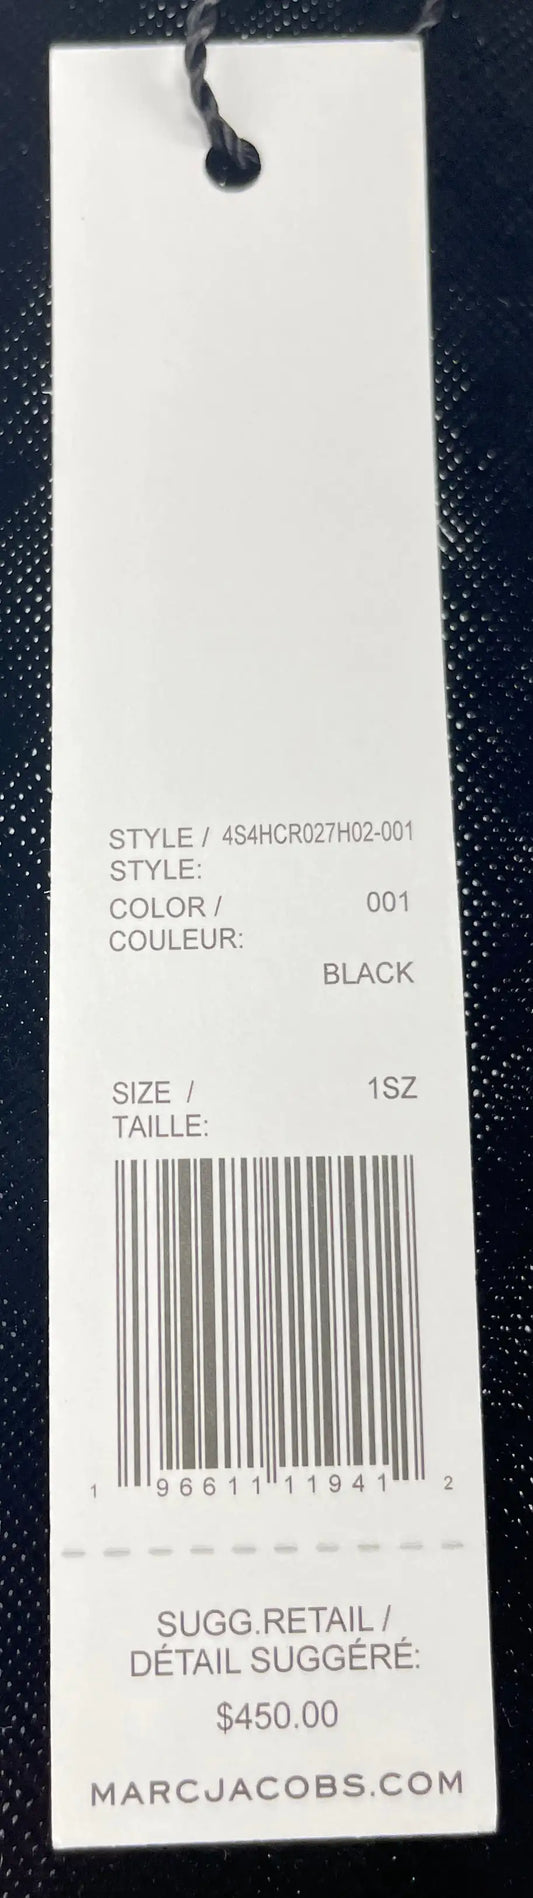 STYLE / 4S4HCR027H02-001
STYLE:
COLOR / 001
COULEUR:
BLACK
SIZE / 1SZ
TAILLE:
1 96611 11941 2
SUGG.RETAIL /
DÉTAIL SUGGÉRÉ:
$450.00
MARCJACOBS.COM